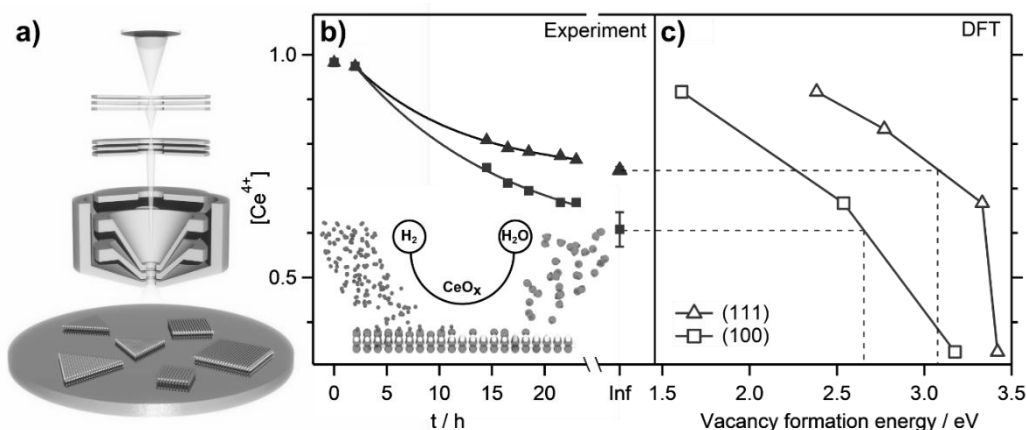 a)
b)
Experiment
c)
DFT
[Ce4+]
1.0
0.5
H2
H2O
CeOx
0
5
10
15
20
Inf
t / h
(111)
(100)
1.5
2.0
2.5
3.0
3.5
Vacancy formation energy / eV